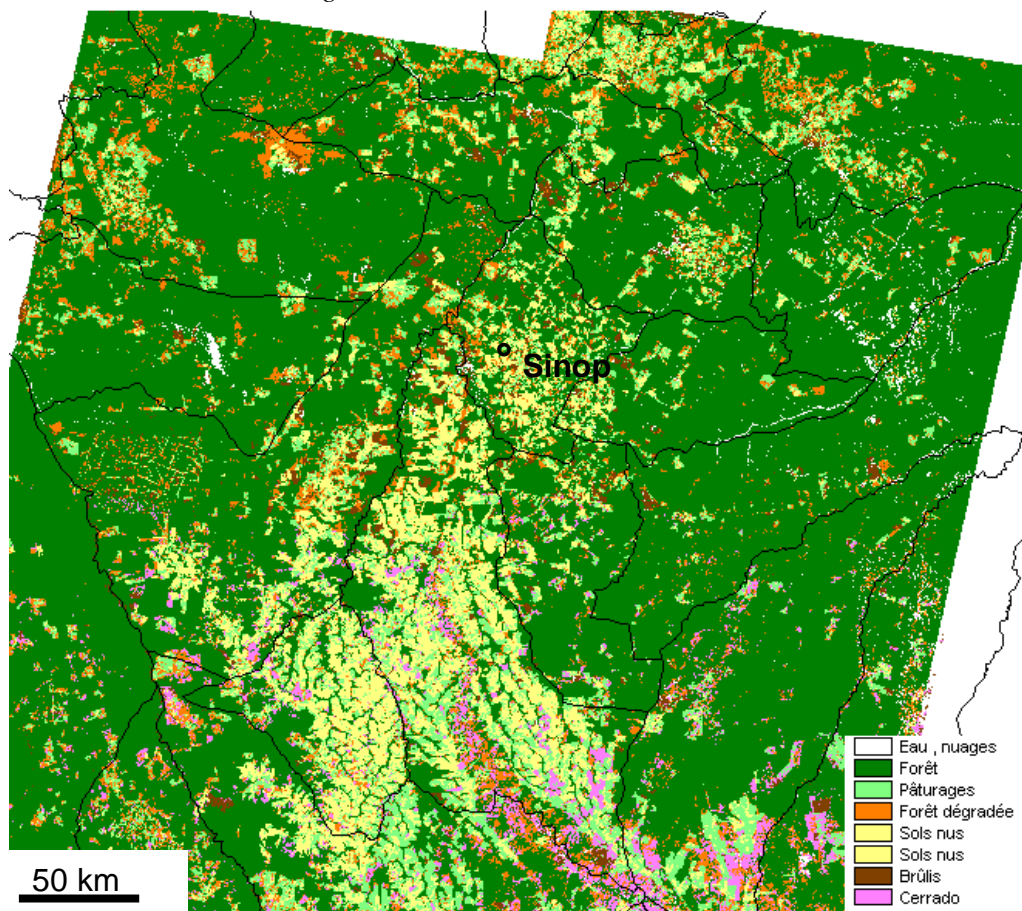 Sinop
Eau , nuages
Forêt
Pâturages
Forêt dégradée
Sols nus
Sols nus
Brûlis
Cerrado
50 km